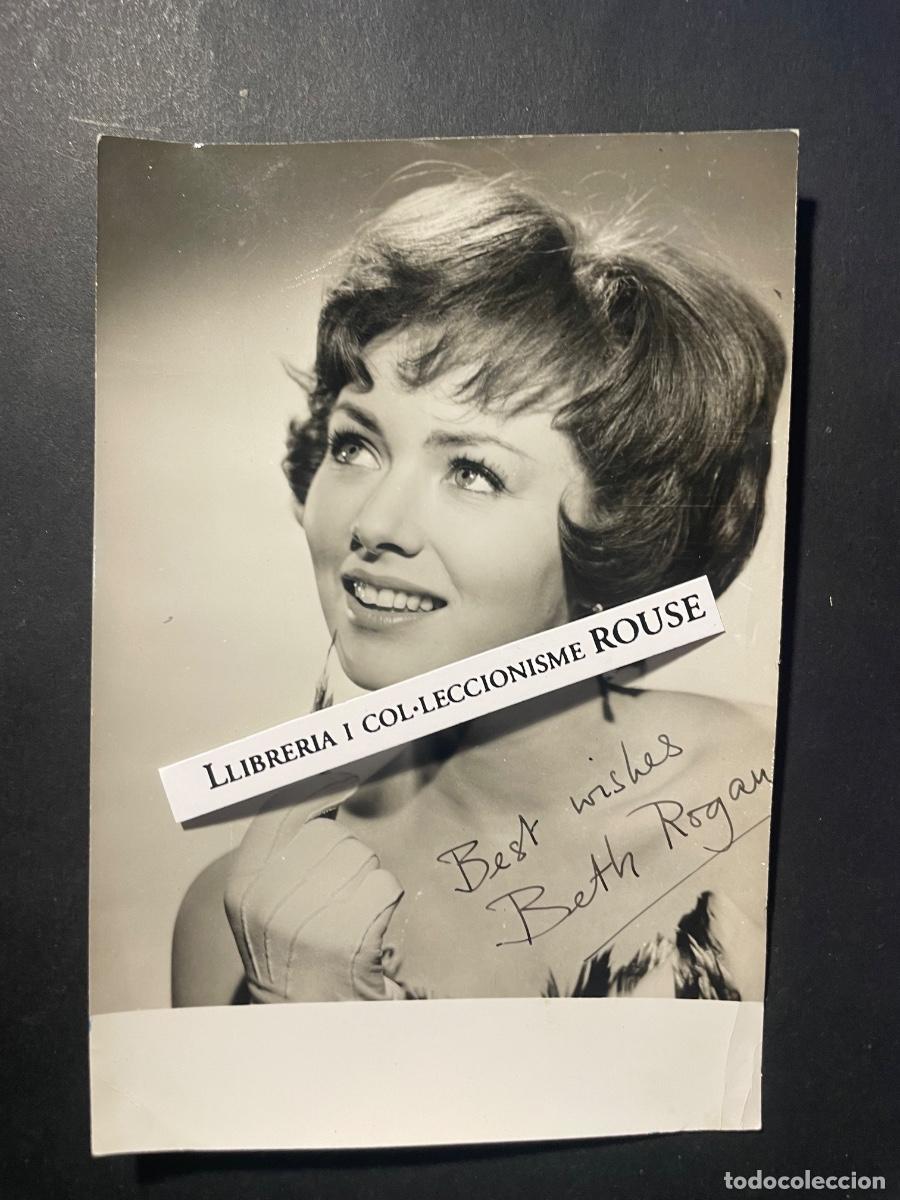 LLIBRERIA I COL·LECCIONISME ROUSE
Best wishes
Beth Rogan
todocoleccion